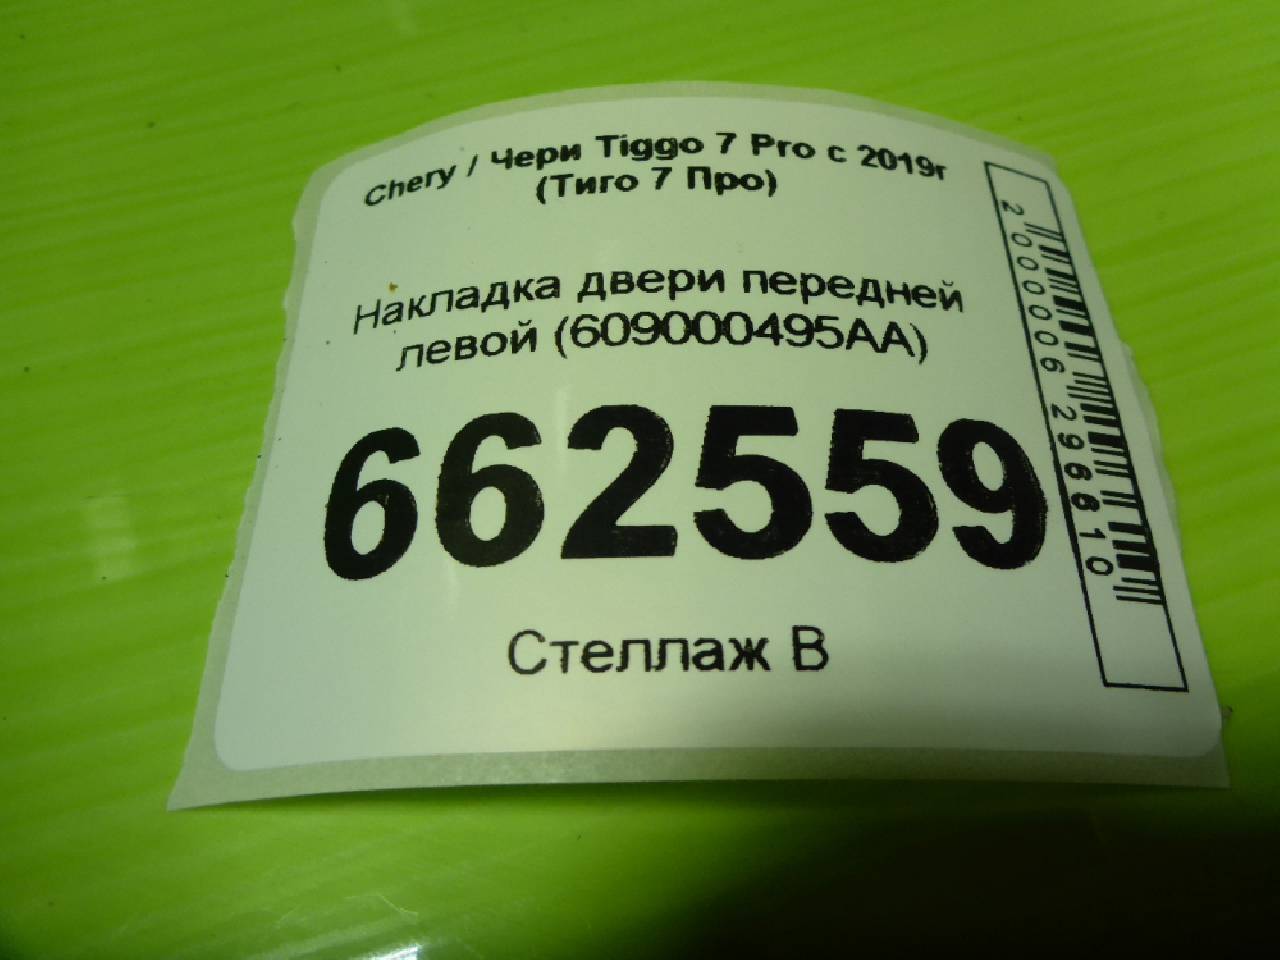 Chery / Чери Tiggo 7 Pro с 2019г
(Тиго 7 Про)
Накладка двери передней
левой (609000495AA)
662559
Стеллаж В
2000006296610